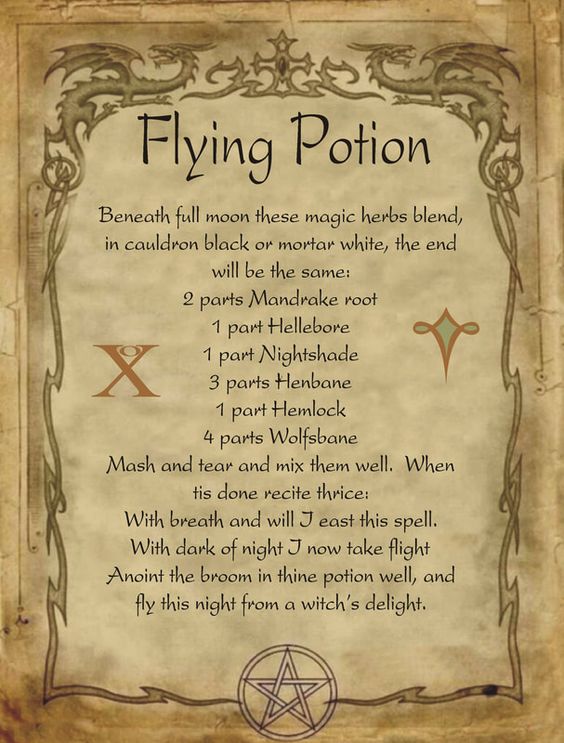 Flying Potion
Beneath full moon these magic herbs blend,
in cauldron black or mortar white, the end
will be the same:
2 parts Mandrake root
1 part Hellebore
1 part Nightshade
3 parts Henbane
1 part Hemlock
4 parts Wolfsbane
Mash and tear and mix them well. When
tis done recite thrice:
With breath and will I east this spell.
With dark of night I now take flight
Anoint the broom in thine potion well, and
fly this night from a witch's delight.